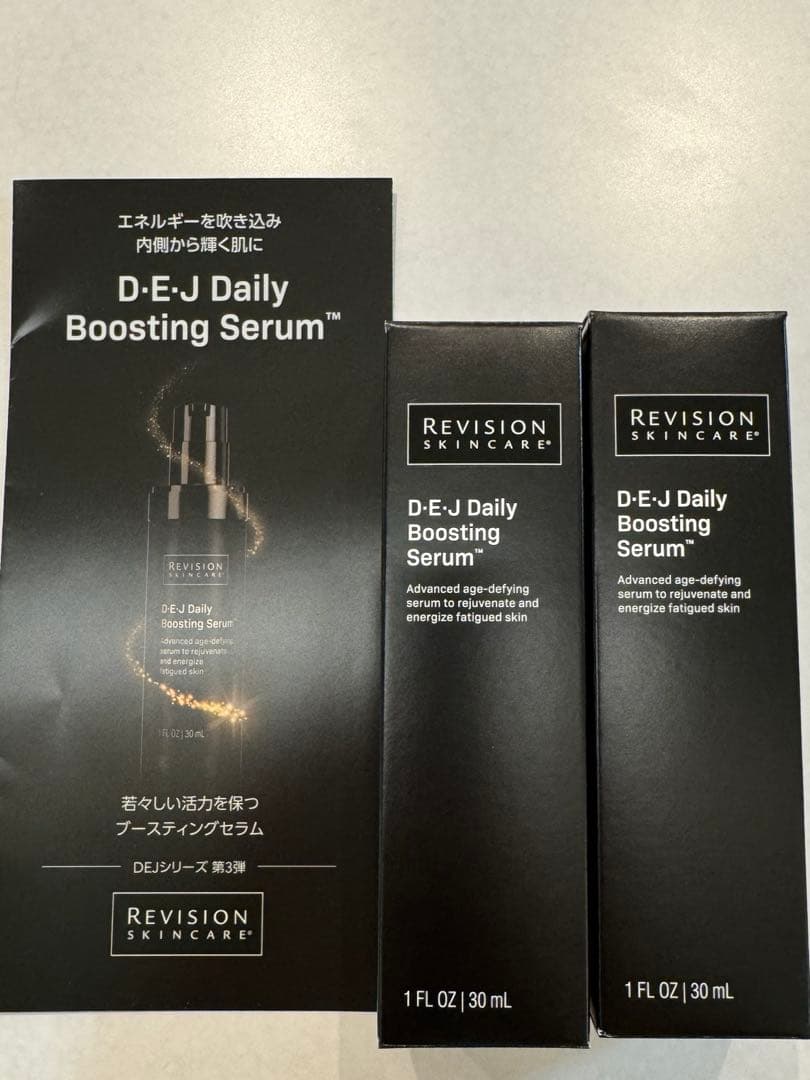 エネルギーを吹き込み
内側から輝く肌に
D·E·J Daily
Boosting Serum™
REVISION
SKINCARE®
D·E·J Daily
Boosting Serum™
Advanced age-defying
serum to rejuvenate
and energize
fatigued skin
1 FL OZ | 30 mL
若々しい活力を保つ
ブースティングセラム
DEJシリーズ 第3弾
REVISION
SKINCARE®
REVISION
SKINCARE®
D·E·J Daily
Boosting
Serum™
Advanced age-defying
serum to rejuvenate and
energize fatigued skin
1 FL OZ | 30 mL
REVISION
SKINCARE®
D·E·J Daily
Boosting
Serum™
Advanced age-defying
serum to rejuvenate and
energize fatigued skin
1 FL OZ | 30 mL